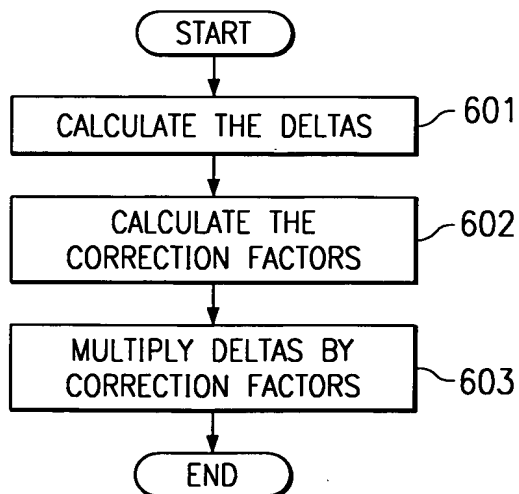 START
CALCULATE THE DELTAS
601
CALCULATE THE
CORRECTION FACTORS
602
MULTIPLY DELTAS BY
CORRECTION FACTORS
603
END